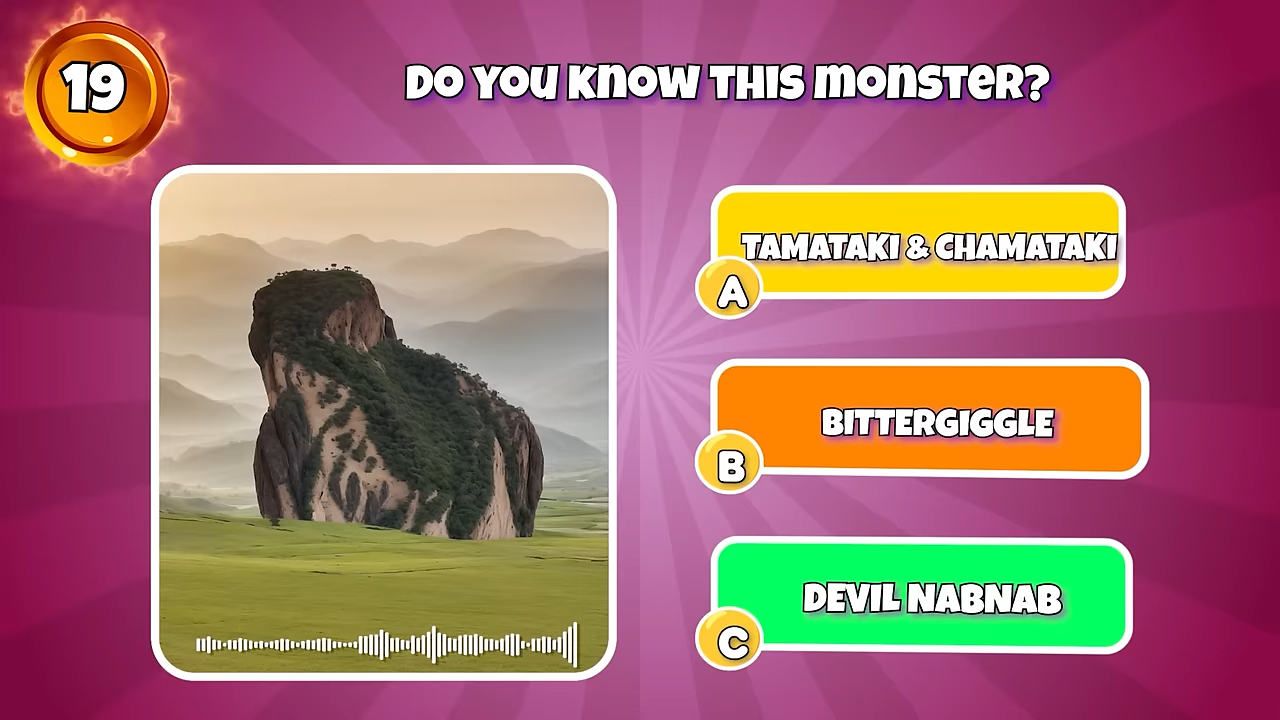 19
DO YOU KNOW THIS MONSTER?
TAMATAKI & CHAMATAKI
A
BITTERGIGGLE
B
DEVIL NABNAB
C